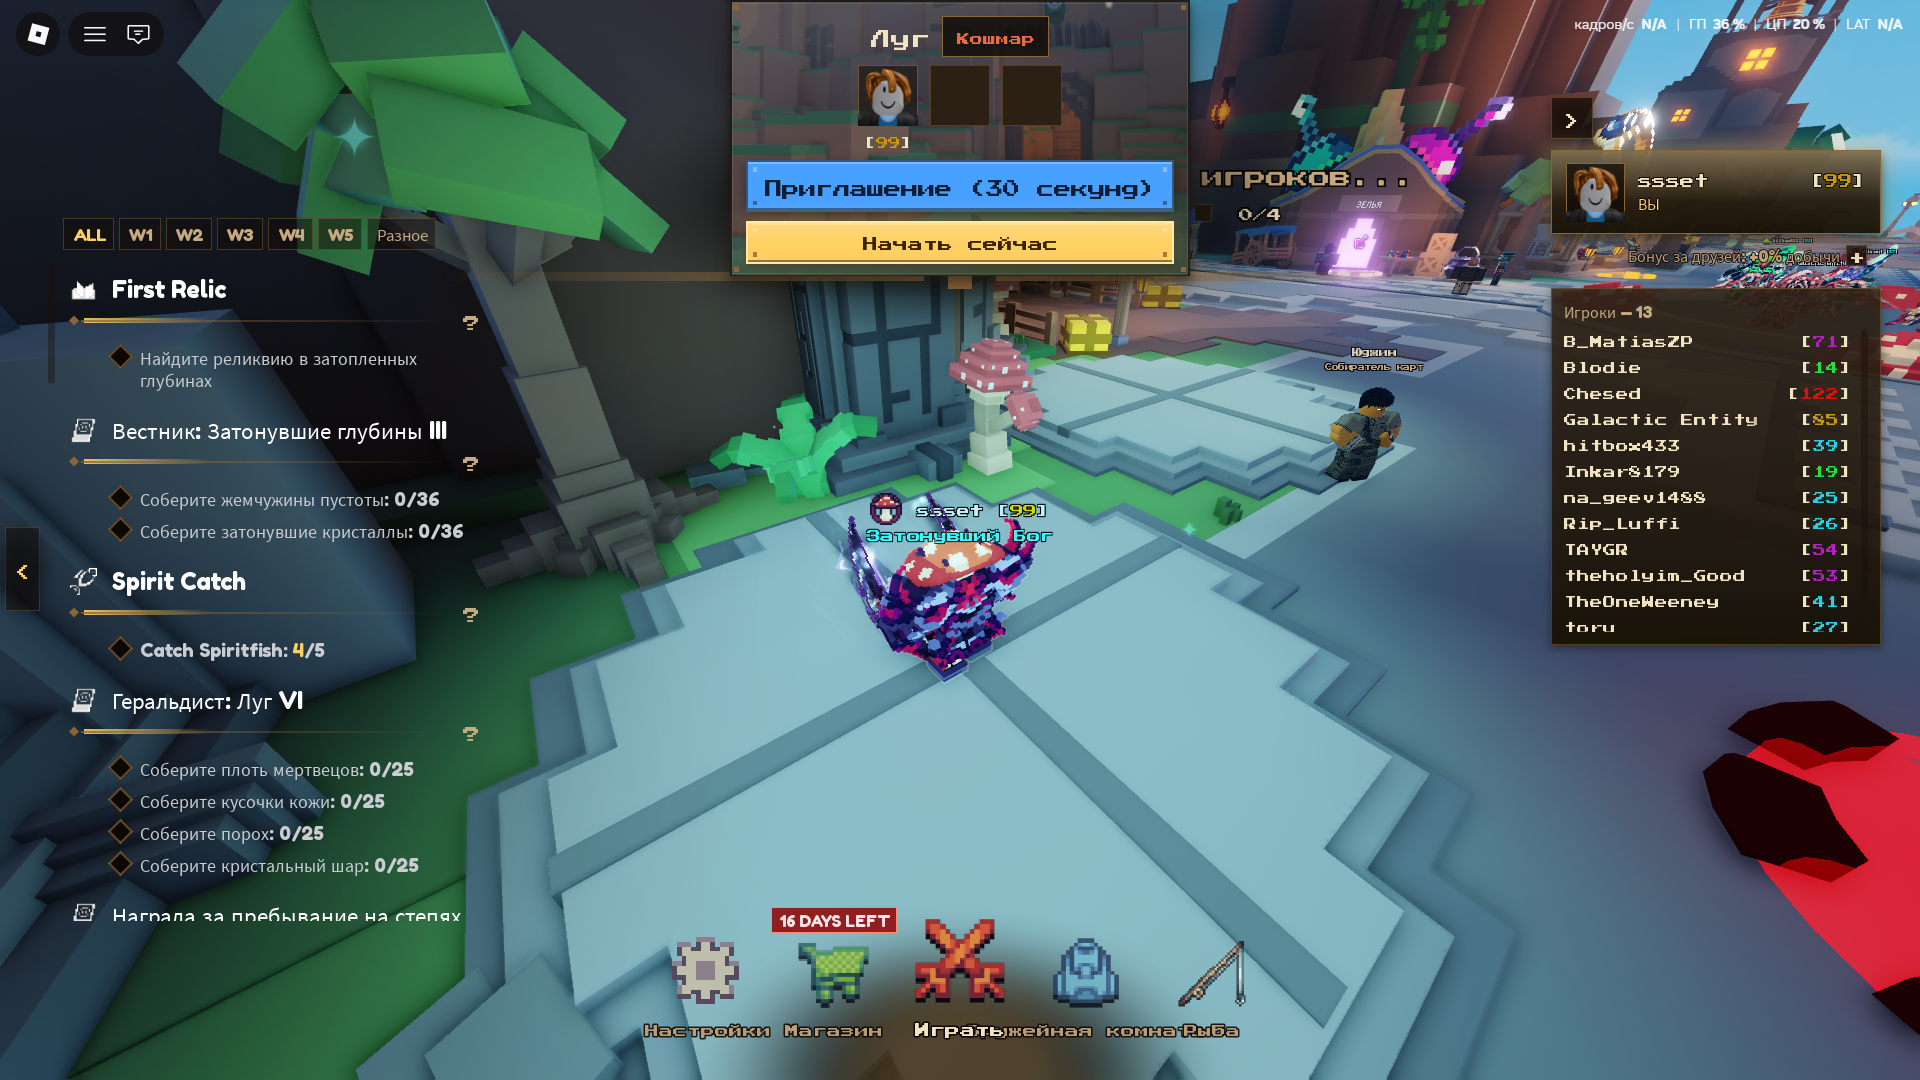 кадров/с N/A | ГП 36 % | ЦП 20 % | LAT N/A
Луг
Кошмар
[99]
Приглашение (30 секунд)
Начать сейчас
игроков...
0/4
ЗЕЛЬЯ
ssset [99]
ВЫ
Бонус за друзей: +0% добычи
Игроки – 13
B_MatiasZP [71]
Blodie [14]
Chesed [122]
Galactic Entity [85]
hitbox433 [39]
Inkar8179 [19]
na_geev1488 [25]
Rip_Luffi [26]
TAYGR [54]
theholyim_Good [53]
TheOneWeeney [41]
toru [27]
ALL W1 W2 W3 W4 W5 Разное
First Relic
?
Найдите реликвию в затопленных
глубинах
Вестник: Затонувшие глубины III
?
Соберите жемчужины пустоты: 0/36
Соберите затонувшие кристаллы: 0/36
Spirit Catch
?
Catch Spiritfish: 4/5
Геральдист: Луг VI
?
Соберите плоть мертвецов: 0/25
Соберите кусочки кожи: 0/25
Соберите порох: 0/25
Соберите кристальный шар: 0/25
Награда за пребывание на степях
Юджин
Собиратель карт
ssset [99]
Затонувший Бог
16 DAYS LEFT
Настройки
Магазин
Играть
комна
Рыба